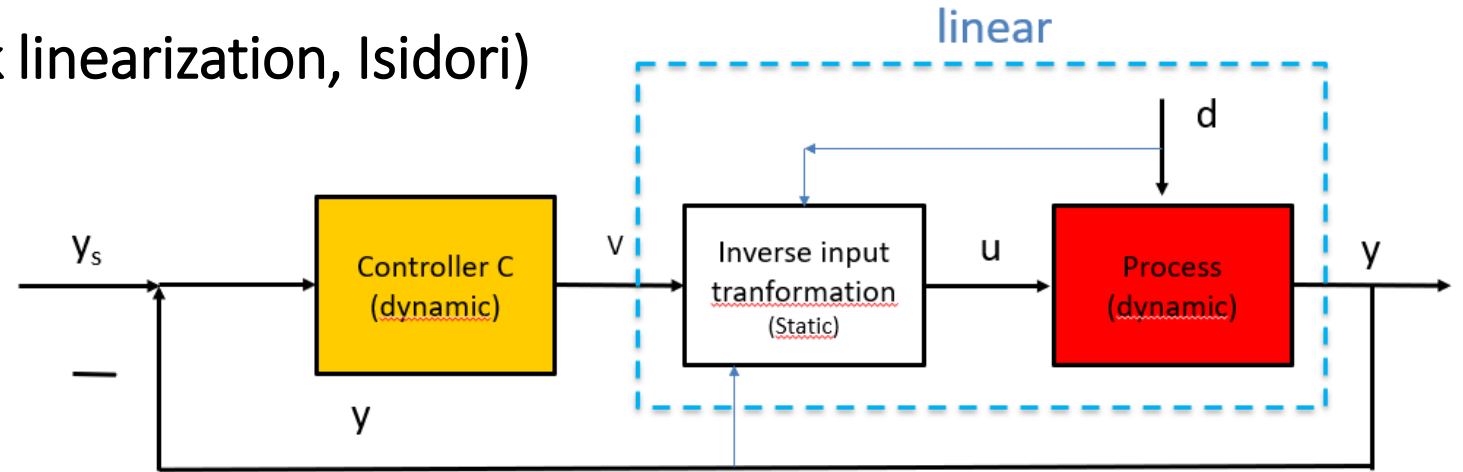 linear
linearization, Isidori)
d
ys
Controller C
(dynamic)
v
Inverse input
tranformation
(Static)
u
Process
(dynamic)
y
—
y